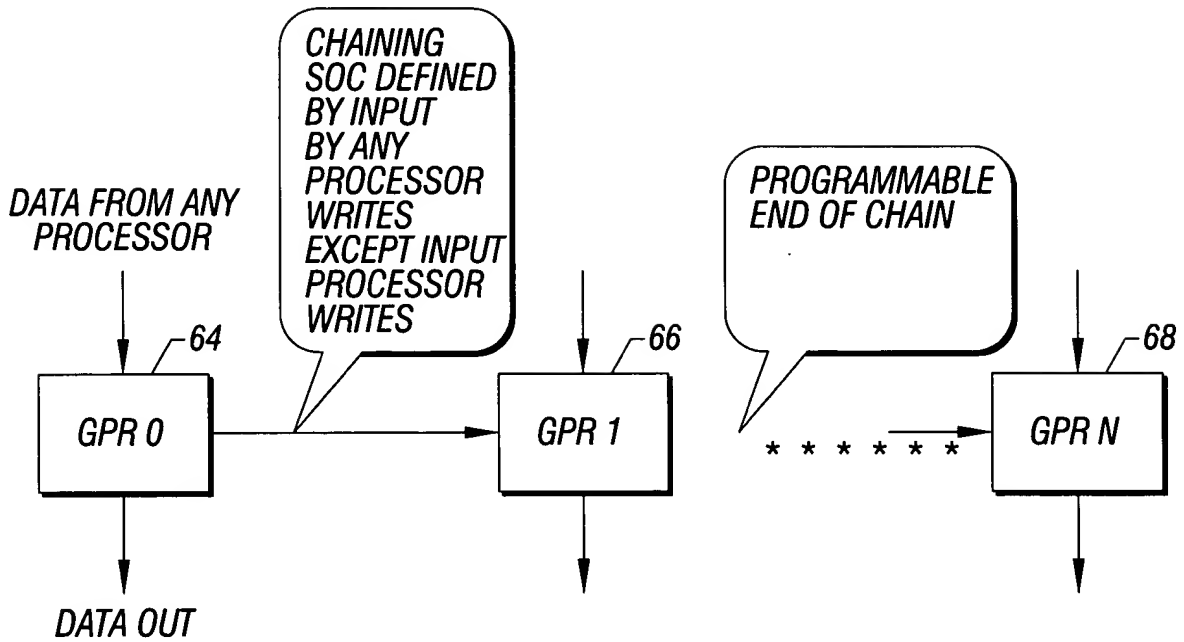 CHAINING
SOC DEFINED
BY INPUT
BY ANY
PROCESSOR
WRITES
EXCEPT INPUT
PROCESSOR
WRITES
PROGRAMMABLE
END OF CHAIN
DATA FROM ANY
PROCESSOR
64
66
68
GPR 0
GPR 1
* * * * * *
GPR N
DATA OUT